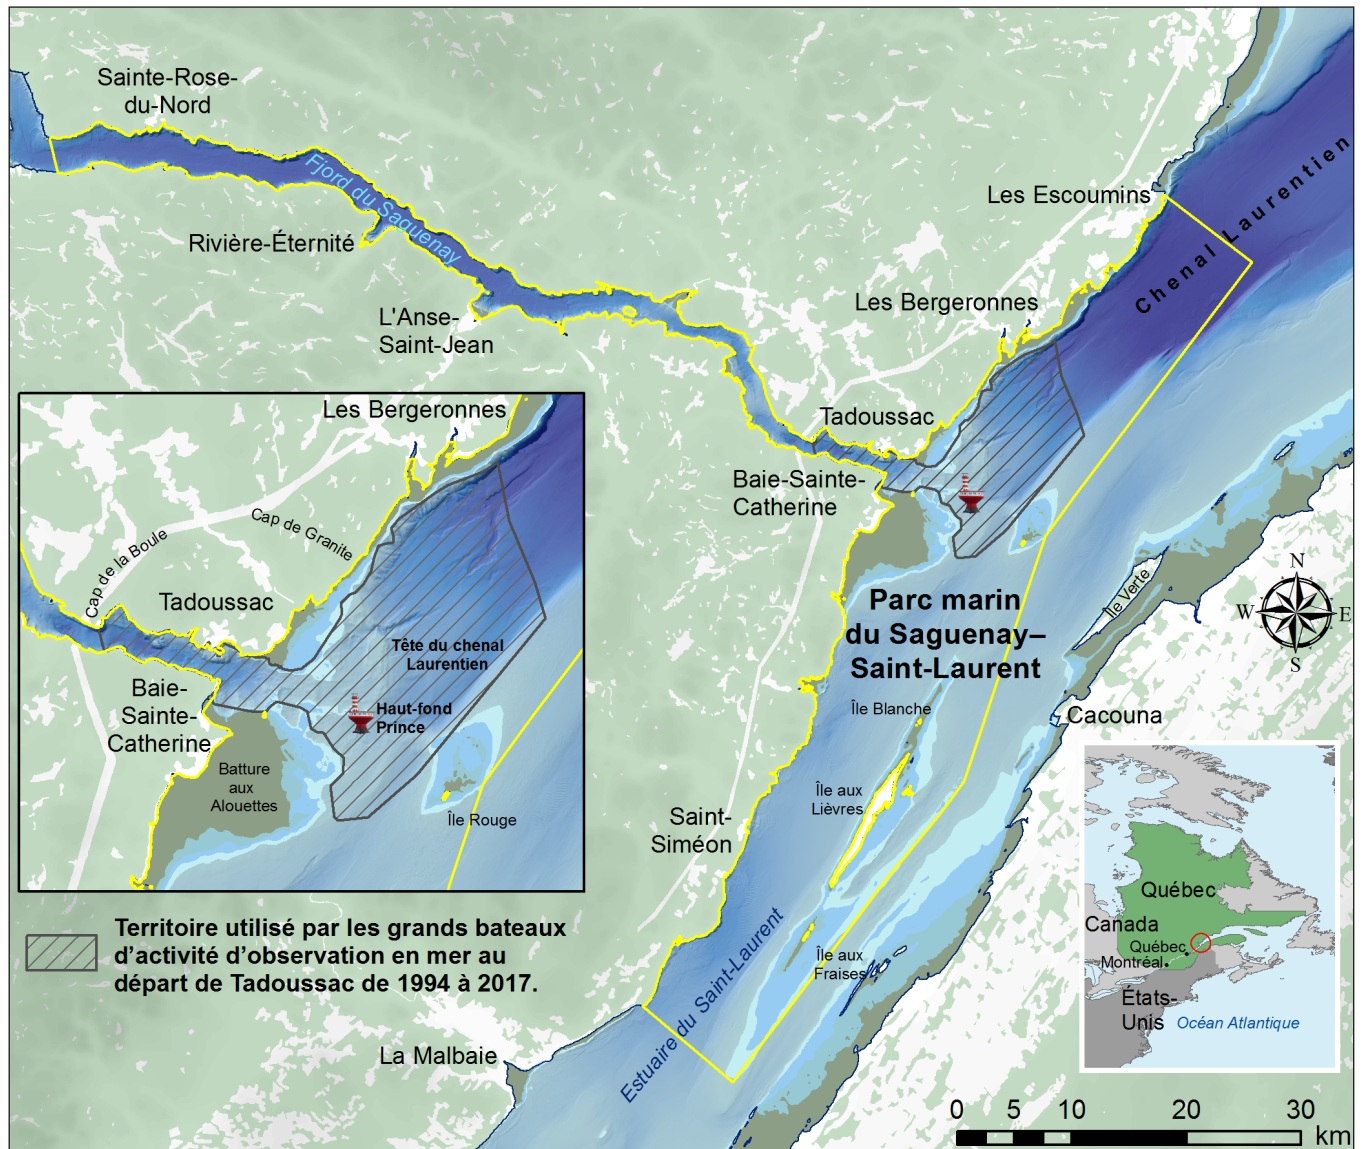 Sainte-Rose-
du-Nord
Fjord du Saguenay
Rivière-Éternité
L'Anse-
Saint-Jean
Les Escoumins
Chenal Laurentien
Les Bergeronnes
Tadoussac
Baie-Sainte-
Catherine
Parc marin
du Saguenay–
Saint-Laurent
Île Verte
Île Blanche
Cacouna
Île aux
Lièvres
Saint-
Siméon
Île aux
Fraises
Estuaire du Saint-Laurent
La Malbaie
N
W
E
S
Les Bergeronnes
Cap de Granite
Cap de la Boule
Tadoussac
Tête du chenal
Laurentien
Baie-
Sainte-
Catherine
Haut-fond
Prince
Batture
aux
Alouettes
Île Rouge
Territoire utilisé par les grands bateaux
d’activité d’observation en mer au
départ de Tadoussac de 1994 à 2017.
Québec
Canada
Québec
Montréal
États-
Unis
Océan Atlantique
0 5 10 20 30
km